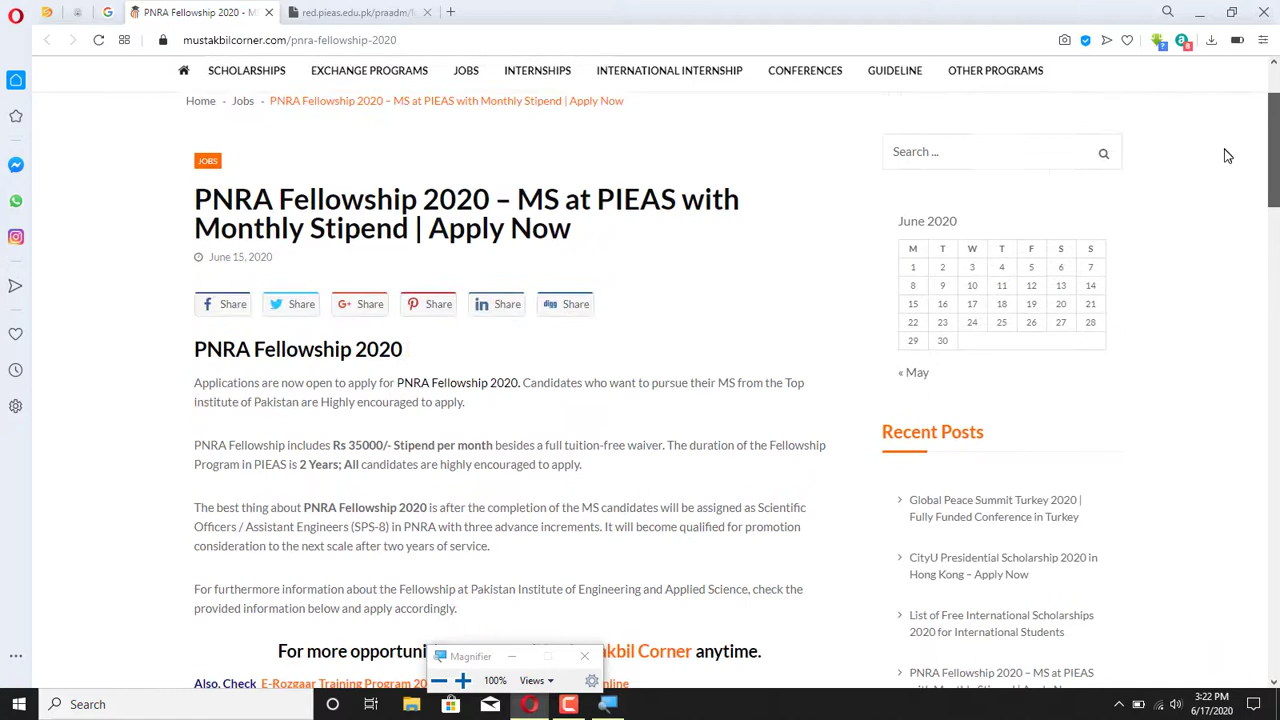 PNRA Fellowship 2020 - MS
red.pieas.edu.pk/praadm/
mustakbilcorner.com/pnra-fellowship-2020
SCHOLARSHIPS EXCHANGE PROGRAMS JOBS INTERNSHIPS INTERNATIONAL INTERNSHIP CONFERENCES GUIDELINE OTHER PROGRAMS
Home - Jobs - PNRA Fellowship 2020 – MS at PIEAS with Monthly Stipend | Apply Now
JOBS
PNRA Fellowship 2020 – MS at PIEAS with
Monthly Stipend | Apply Now
June 15, 2020
Share Share Share Share Share Share
PNRA Fellowship 2020
Applications are now open to apply for PNRA Fellowship 2020. Candidates who want to pursue their MS from the Top
institute of Pakistan are Highly encouraged to apply.
PNRA Fellowship includes Rs 35000/- Stipend per month besides a full tuition-free waiver. The duration of the Fellowship
Program in PIEAS is 2 Years; All candidates are highly encouraged to apply.
The best thing about PNRA Fellowship 2020 is after the completion of the MS candidates will be assigned as Scientific
Officers / Assistant Engineers (SPS-8) in PNRA with three advance increments. It will become qualified for promotion
consideration to the next scale after two years of service.
For furthermore information about the Fellowship at Pakistan Institute of Engineering and Applied Science, check the
provided information below and apply accordingly.
For more opportuni akbil Corner anytime.
Also, Check E-Rozgaar Training Program 20 nline
Search ...
June 2020
M T W T F S S
1 2 3 4 5 6 7
8 9 10 11 12 13 14
15 16 17 18 19 20 21
22 23 24 25 26 27 28
29 30
« May
Recent Posts
Global Peace Summit Turkey 2020 |
Fully Funded Conference in Turkey
CityU Presidential Scholarship 2020 in
Hong Kong – Apply Now
List of Free International Scholarships
2020 for International Students
PNRA Fellowship 2020 – MS at PIEAS
with Monthly Stipend | Apply Now
Magnifier
100% Views
Search
3:22 PM
6/17/2020